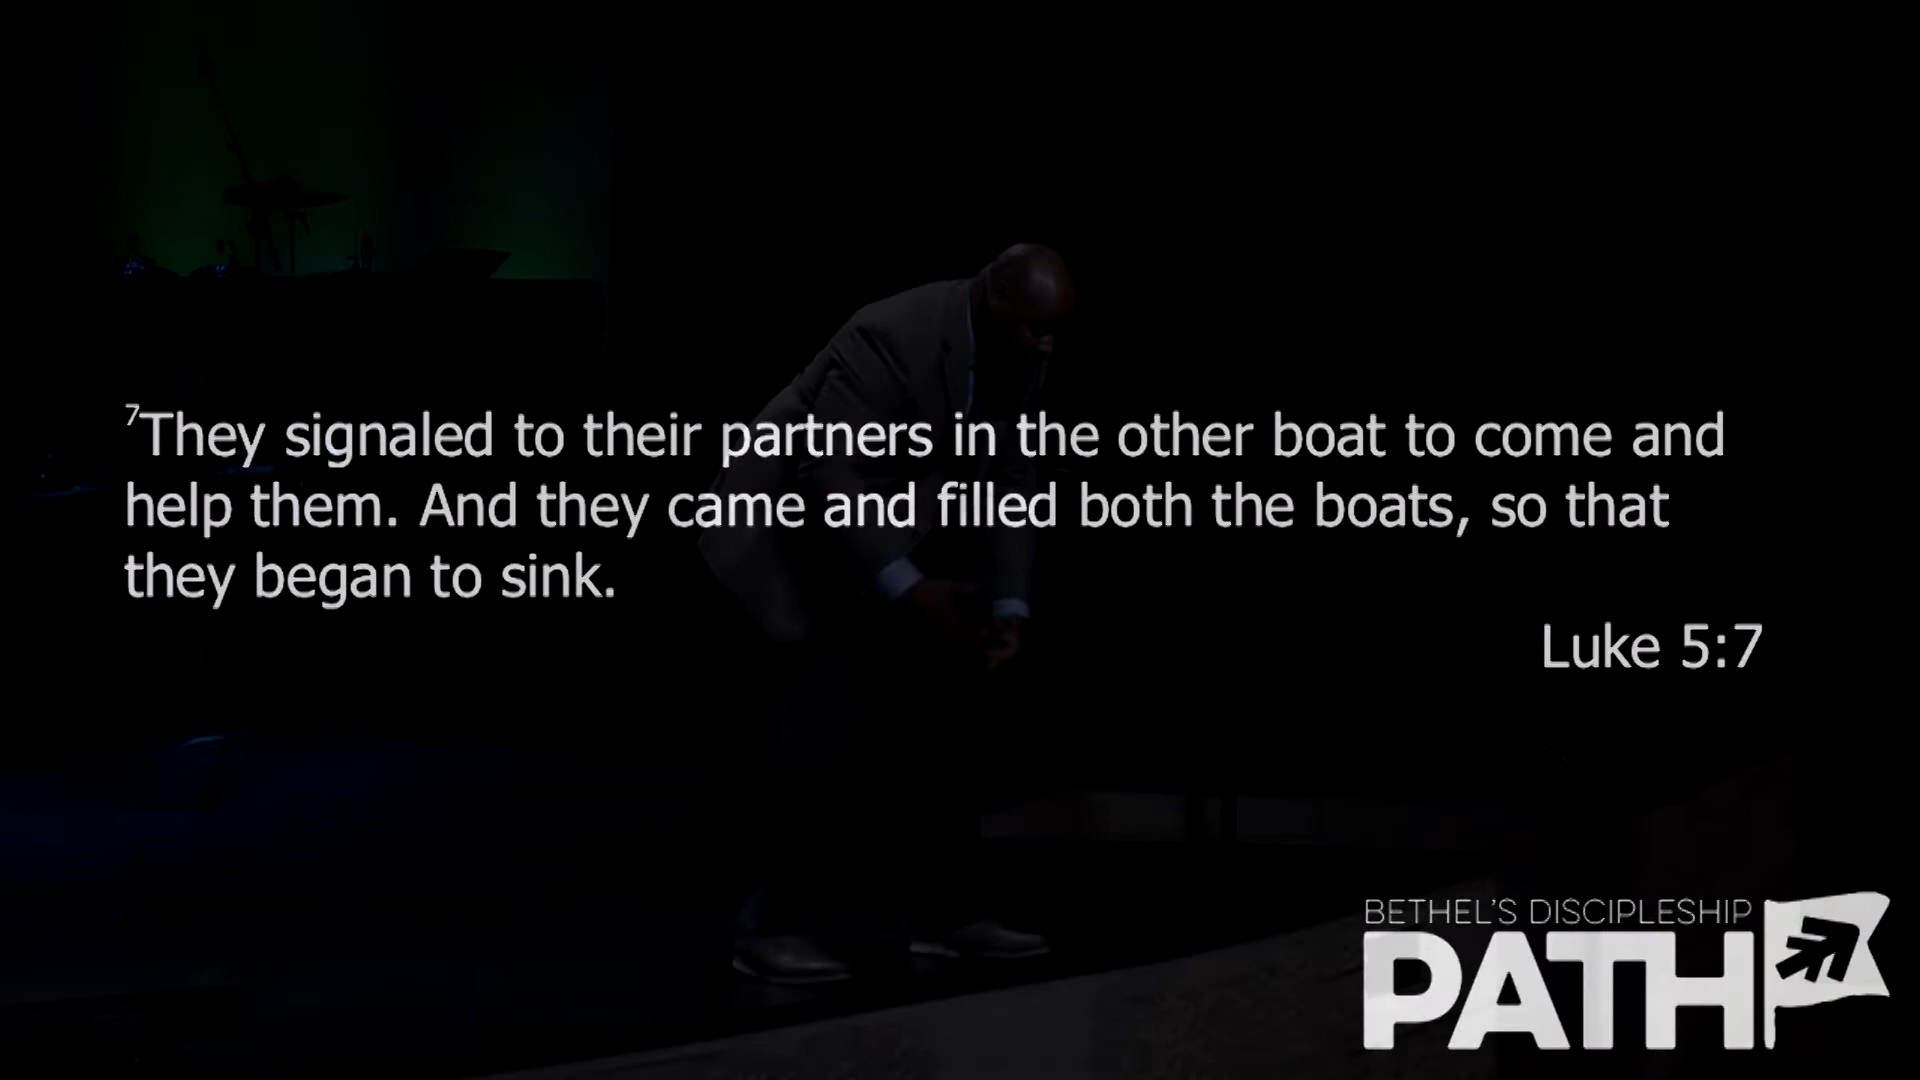 ⁷They signaled to their partners in the other boat to come and
help them. And they came and filled both the boats, so that
they began to sink.
Luke 5:7
BETHEL'S DISCIPLESHIP
PATH